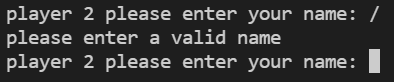 player 2 please enter your name: /
please enter a valid name
player 2 please enter your name: